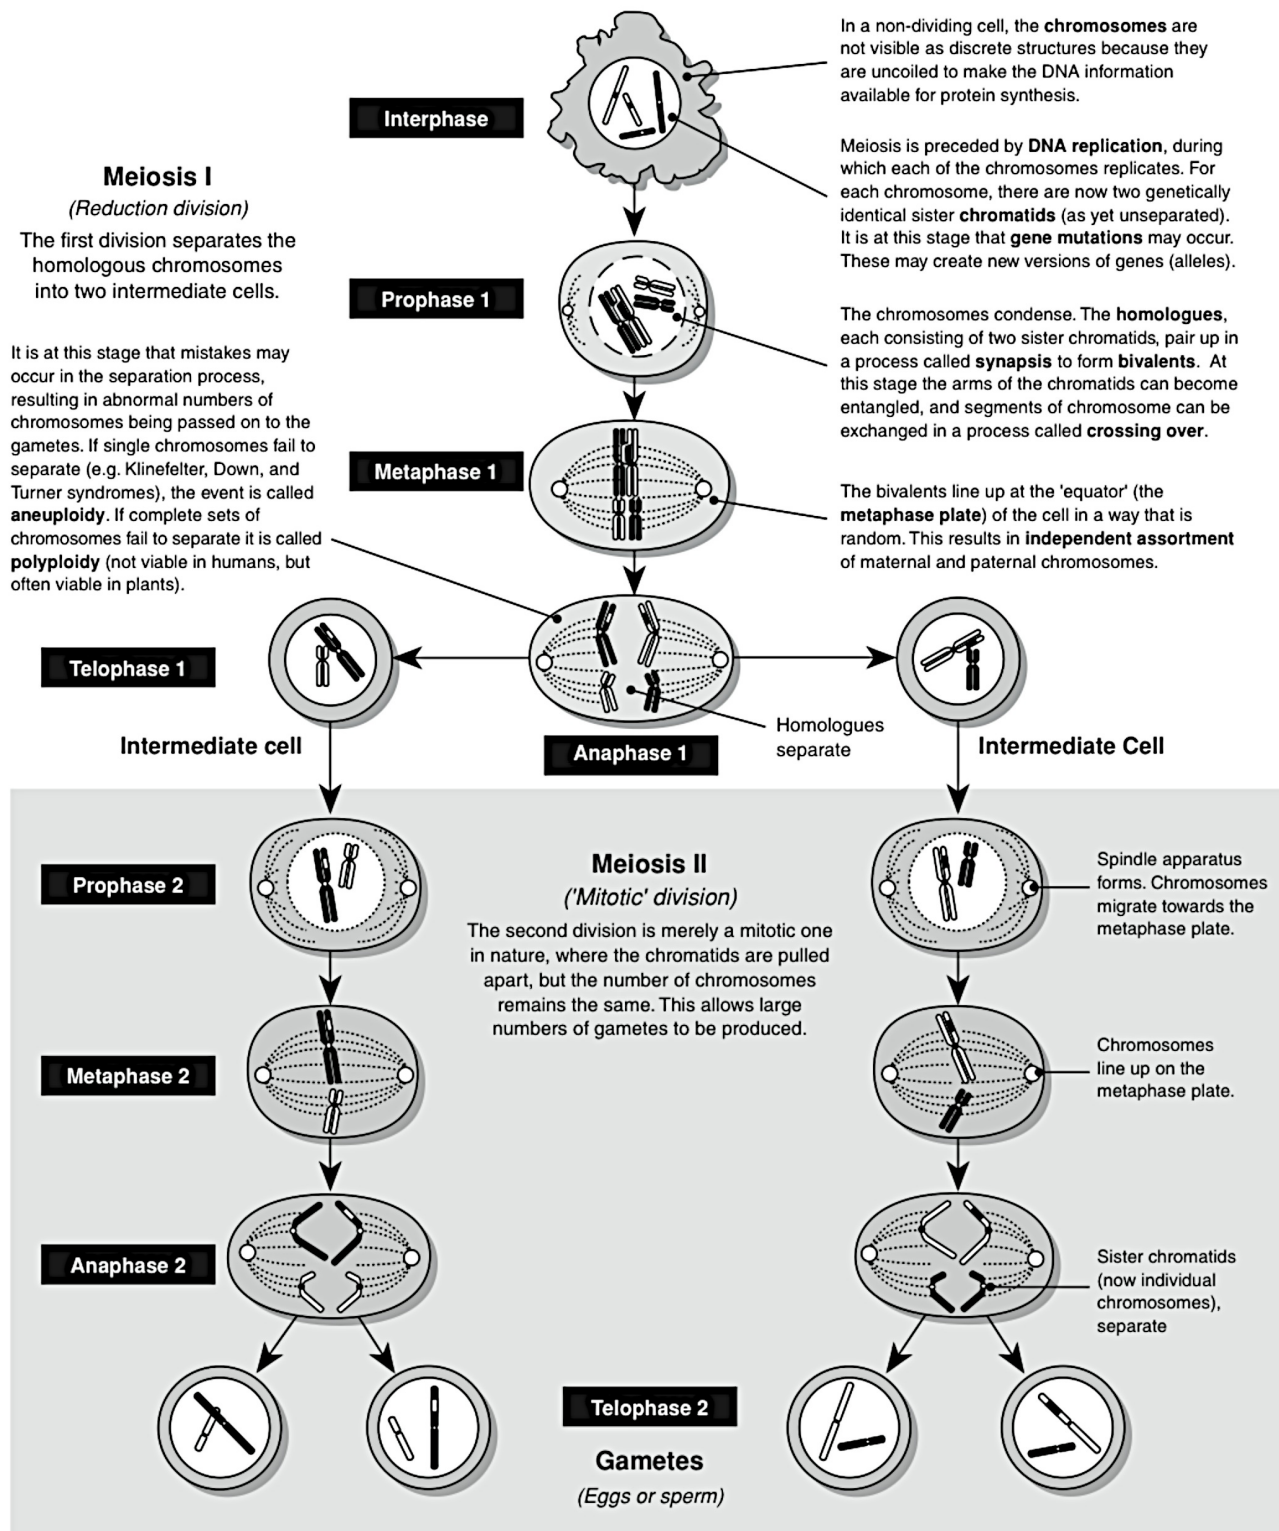 In a non-dividing cell, the chromosomes are
not visible as discrete structures because they
are uncoiled to make the DNA information
available for protein synthesis.
Interphase
Meiosis is preceded by DNA replication, during
which each of the chromosomes replicates. For
each chromosome, there are now two genetically
identical sister chromatids (as yet unseparated).
It is at this stage that gene mutations may occur.
These may create new versions of genes (alleles).
Meiosis I
(Reduction division)
The first division separates the
homologous chromosomes
into two intermediate cells.
Prophase 1
The chromosomes condense. The homologues,
each consisting of two sister chromatids, pair up in
a process called synapsis to form bivalents. At
this stage the arms of the chromatids can become
entangled, and segments of chromosome can be
exchanged in a process called crossing over.
It is at this stage that mistakes may
occur in the separation process,
resulting in abnormal numbers of
chromosomes being passed on to the
gametes. If single chromosomes fail to
separate (e.g. Klinefelter, Down, and
Turner syndromes), the event is called
aneuploidy. If complete sets of
chromosomes fail to separate it is called
polyploidy (not viable in humans, but
often viable in plants).
Metaphase 1
The bivalents line up at the 'equator' (the
metaphase plate) of the cell in a way that is
random. This results in independent assortment
of maternal and paternal chromosomes.
Telophase 1
Intermediate cell
Anaphase 1
Homologues
separate
Intermediate Cell
Prophase 2
Meiosis II
('Mitotic' division)
The second division is merely a mitotic one
in nature, where the chromatids are pulled
apart, but the number of chromosomes
remains the same. This allows large
numbers of gametes to be produced.
Spindle apparatus
forms. Chromosomes
migrate towards the
metaphase plate.
Metaphase 2
Chromosomes
line up on the
metaphase plate.
Anaphase 2
Sister chromatids
(now individual
chromosomes),
separate
Telophase 2
Gametes
(Eggs or sperm)